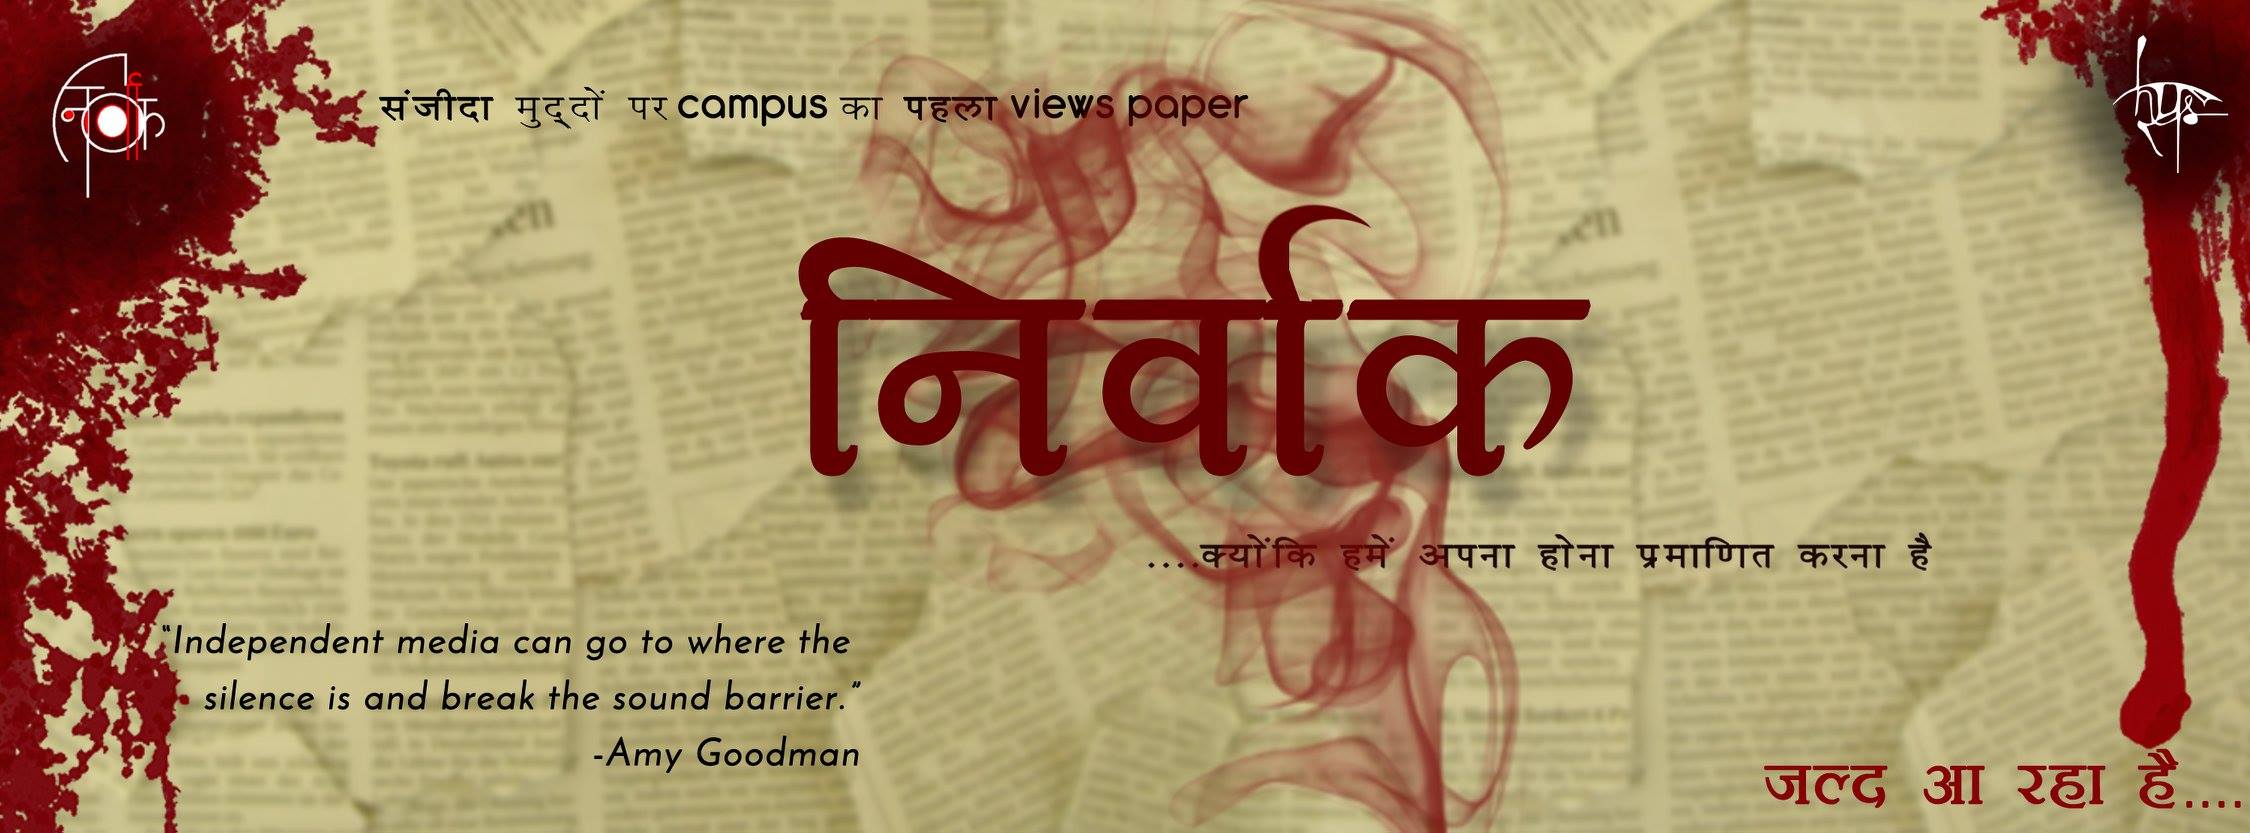 निर्वाक
संजीदा मुद्दों पर campus का पहला views paper
hys
निर्वाक
....क्योंकि हमें अपना होना प्रमाणित करना है
"Independent media can go to where the
silence is and break the sound barrier."
-Amy Goodman
जल्द आ रहा है....